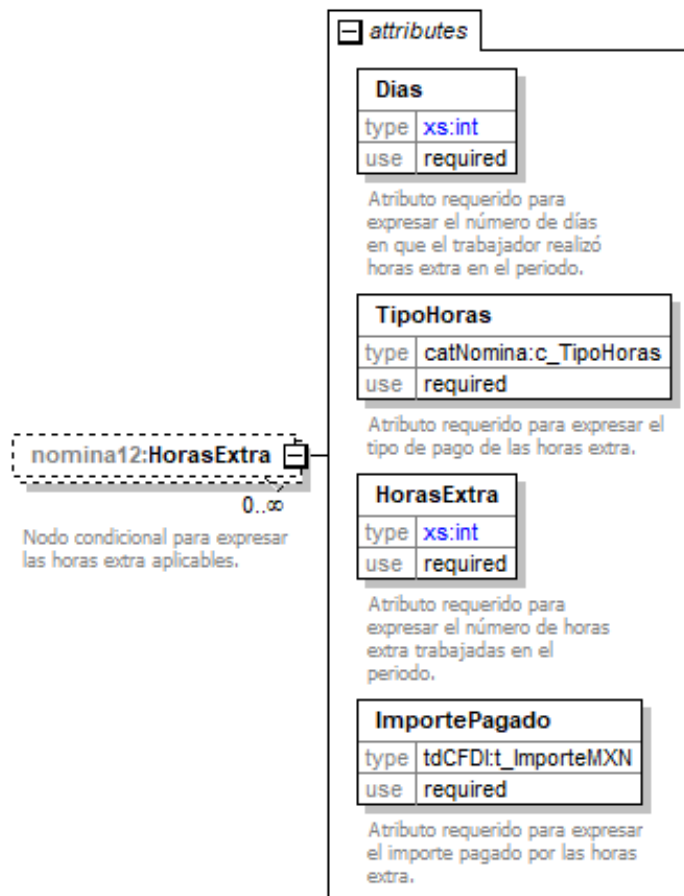 attributes
Dias
type xs:int
use required
Atributo requerido para
expresar el número de días
en que el trabajador realizó
horas extra en el periodo.
TipoHoras
type catNomina:c_TipoHoras
use required
Atributo requerido para expresar el
tipo de pago de las horas extra.
nomina12:HorasExtra
0..∞
Nodo condicional para expresar
las horas extra aplicables.
HorasExtra
type xs:int
use required
Atributo requerido para
expresar el número de horas
extra trabajadas en el
periodo.
ImportePagado
type tdCFDI:t_ImporteMXN
use required
Atributo requerido para expresar
el importe pagado por las horas
extra.